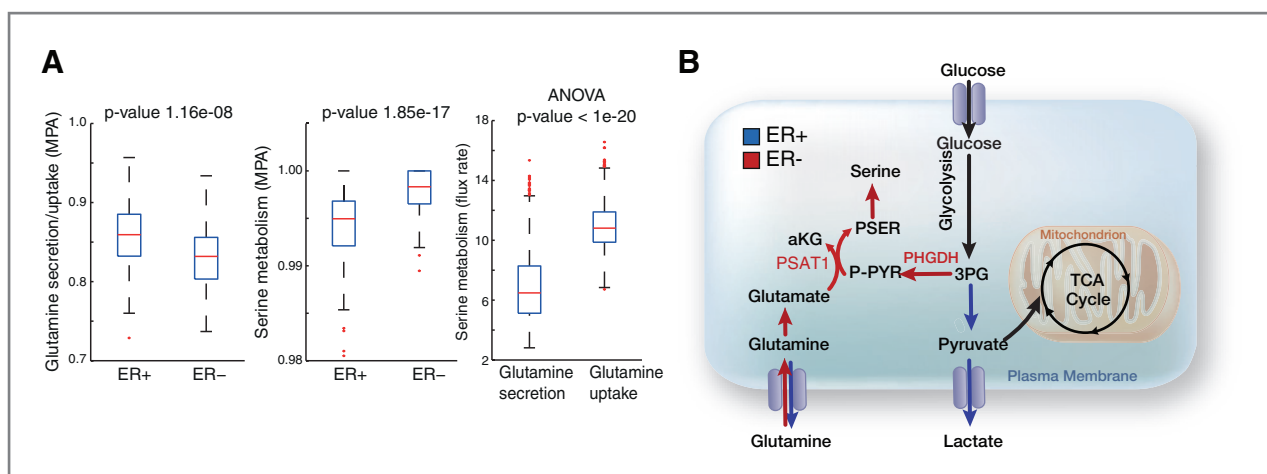 A
p-value 1.16e-08
Glutamine secretion/uptake (MPA)
1.0
0.9
0.8
0.7
ER+
ER−
p-value 1.85e-17
Serine metabolism (MPA)
1.00
0.99
0.98
ER+
ER−
ANOVA
p-value < 1e-20
Serine metabolism (flux rate)
18
14
10
6
2
Glutamine
secretion
Glutamine
uptake
B
ER+
ER-
Glucose
Glucose
Glycolysis
Serine
PSER
aKG
PSAT1
P-PYR
PHGDH
3PG
Glutamate
Glutamine
Glutamine
Pyruvate
Lactate
Mitochondrion
TCA
Cycle
Plasma Membrane